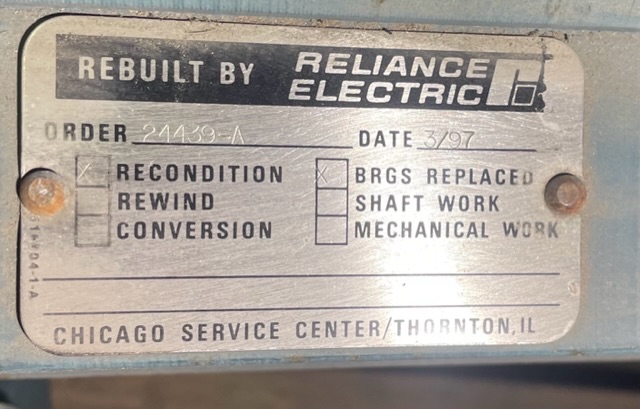 REBUILT BY RELIANCE ELECTRIC
ORDER 24439-A DATE 3/97
X RECONDITION X BRGS REPLACED
REWIND SHAFT WORK
CONVERSION MECHANICAL WORK
CHICAGO SERVICE CENTER/THORNTON, IL